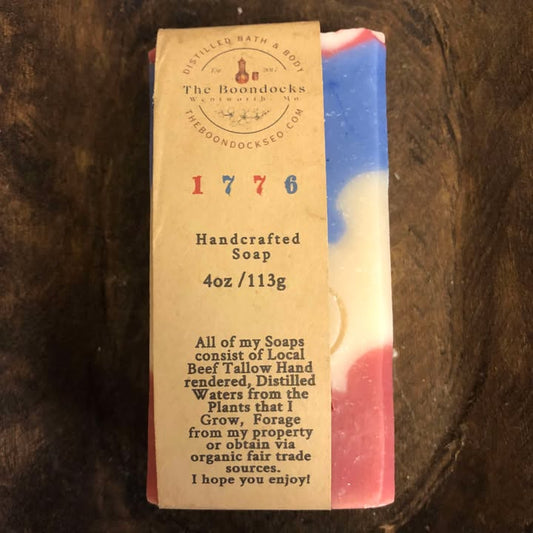 DISTILLED BATH & BODY
Est 2017
The Boondocks
Wentworth, Mo
THEBOONDOCKSEO.COM
1776
Handcrafted
Soap
4oz /113g
All of my Soaps
consist of Local
Beef Tallow Hand
rendered, Distilled
Waters from the
Plants that I
Grow, Forage
from my property
or obtain via
organic fair trade
sources.
I hope you enjoy!